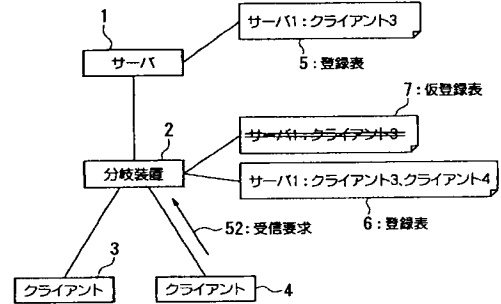 サーバ1:クライアント3
5:登録表
1
サーバ
7:仮登録表
サーバ1:クライアント3
2
分岐装置
サーバ1:クライアント3、クライアント4
6:登録表
52:受信要求
3
クライアント
クライアント
4